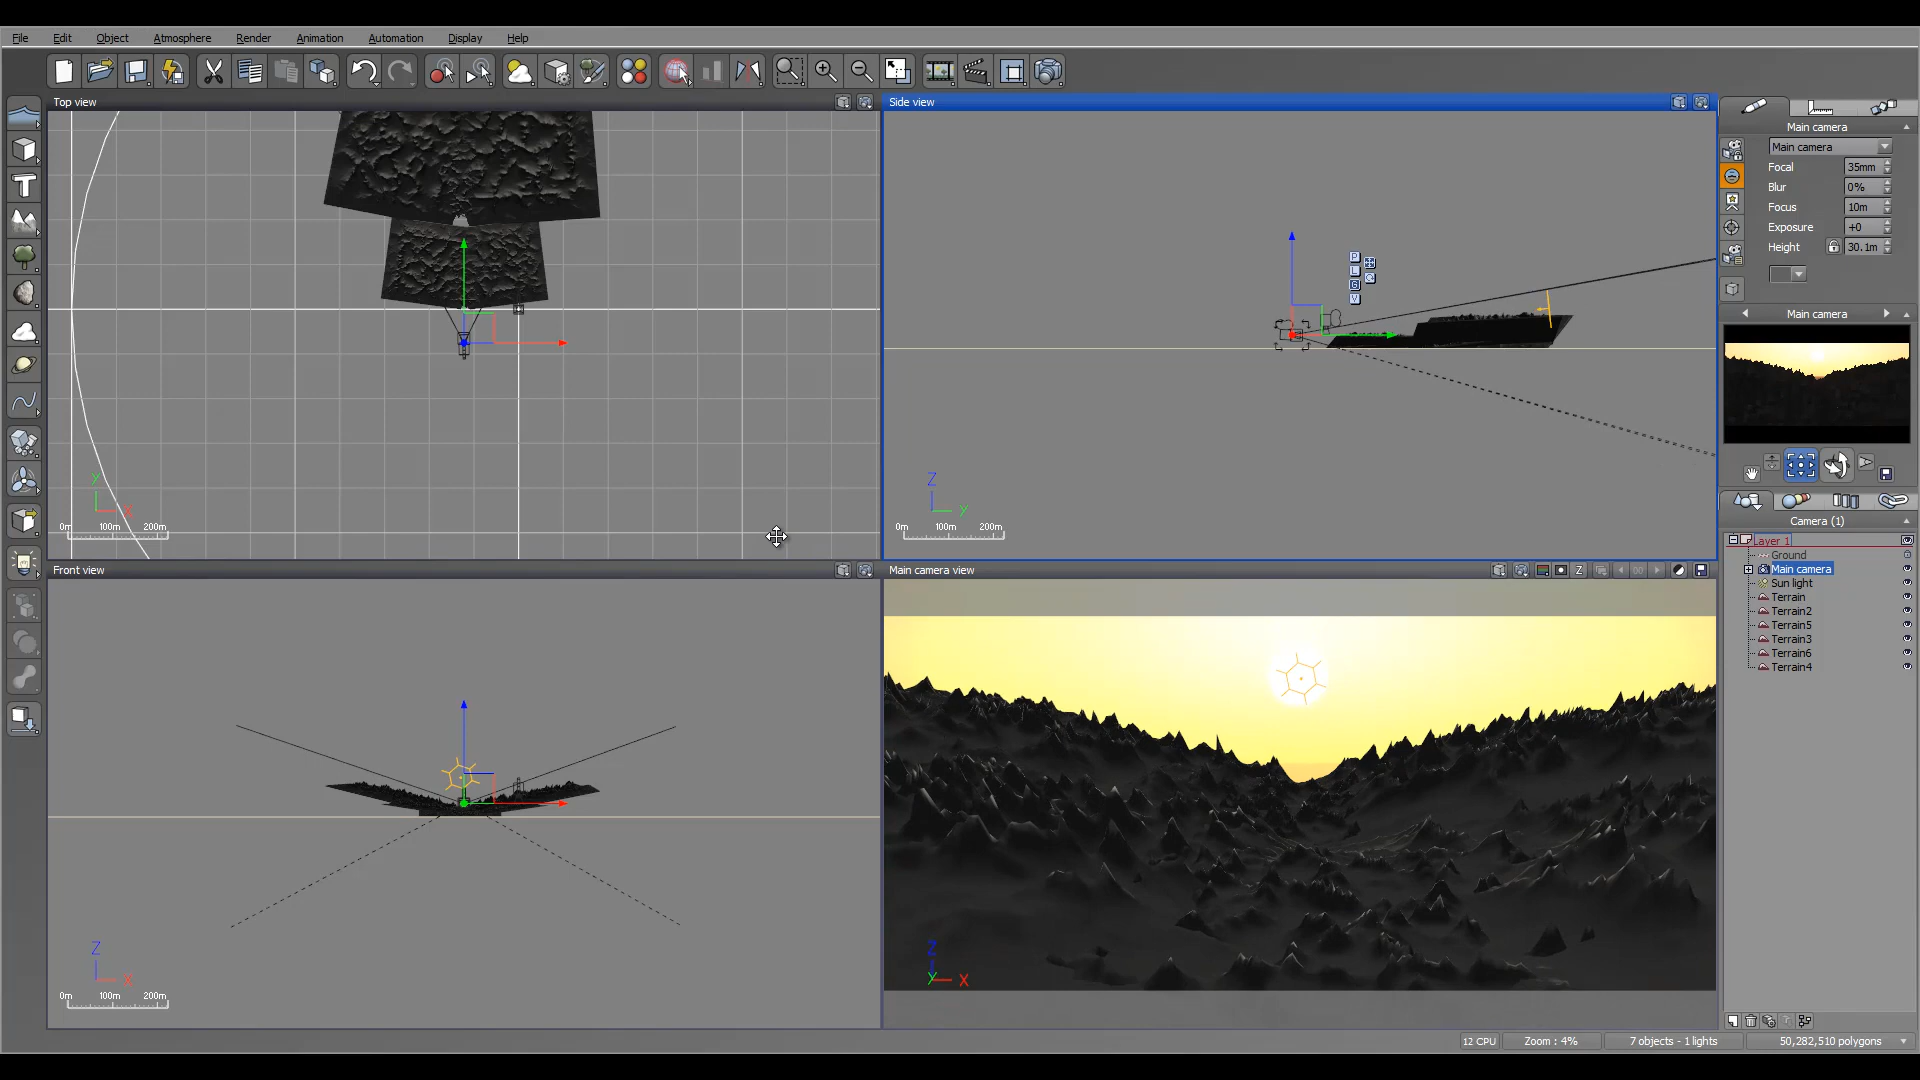 File Edit Object Atmosphere Render Animation Automation Display Help
Top view
Side view
Main camera
Main camera
Focal 35mm
Blur 0%
Focus 10m
Exposure +0
Height 30.1m
P
L
G
V
Main camera
y
x
0m 100m 200m
Z
y
0m 100m 200m
Camera (1)
Layer 1
Ground
Main camera
Sun light
Terrain
Terrain2
Terrain5
Terrain3
Terrain6
Terrain4
Front view
Main camera view
Z
Z
X
0m 100m 200m
Z
y
X
12 CPU
Zoom : 4%
7 objects - 1 lights
50,282,510 polygons